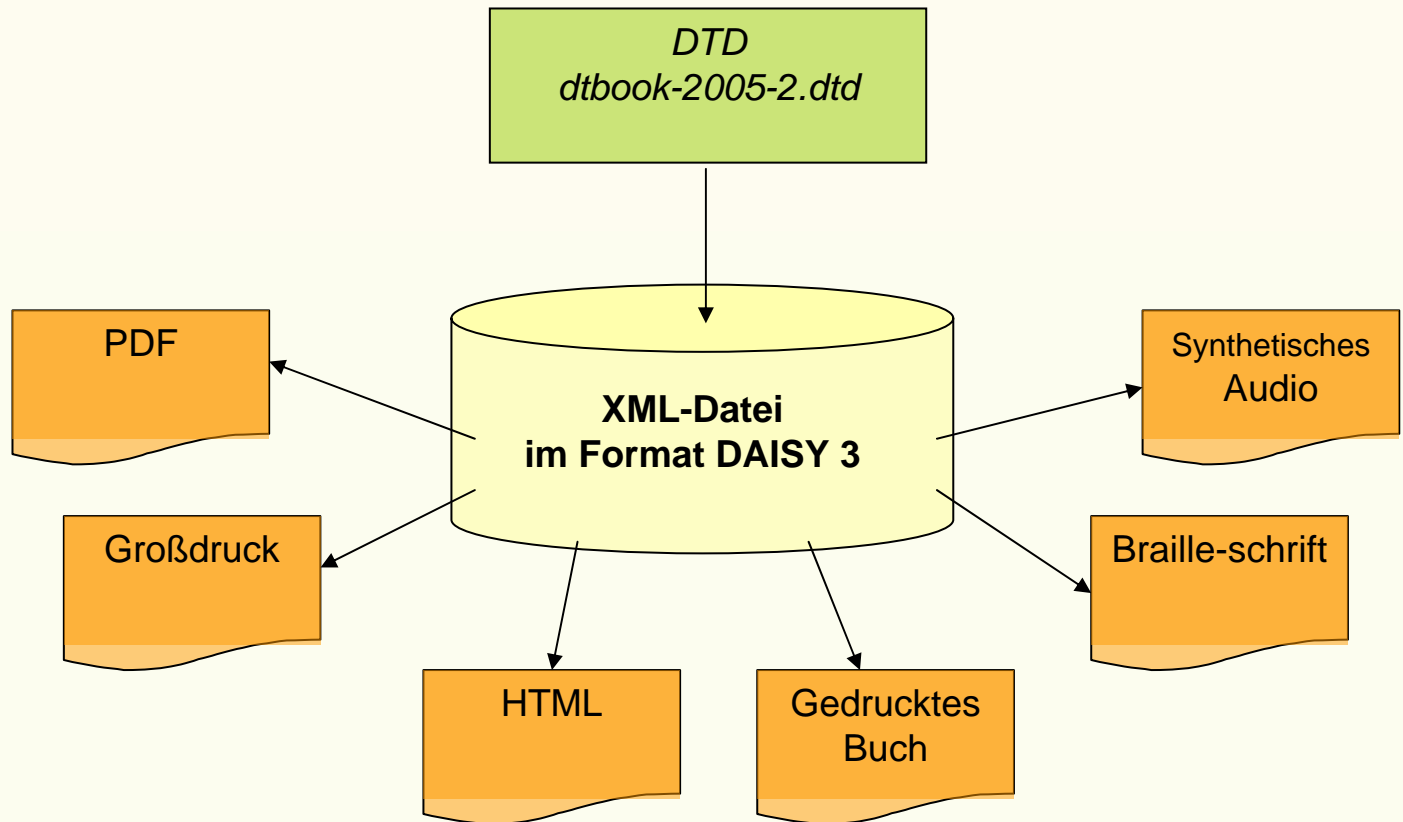 DTD
dtbook-2005-2.dtd
XML-Datei
im Format DAISY 3
PDF
Synthetisches
Audio
Großdruck
Braille-schrift
HTML
Gedrucktes
Buch